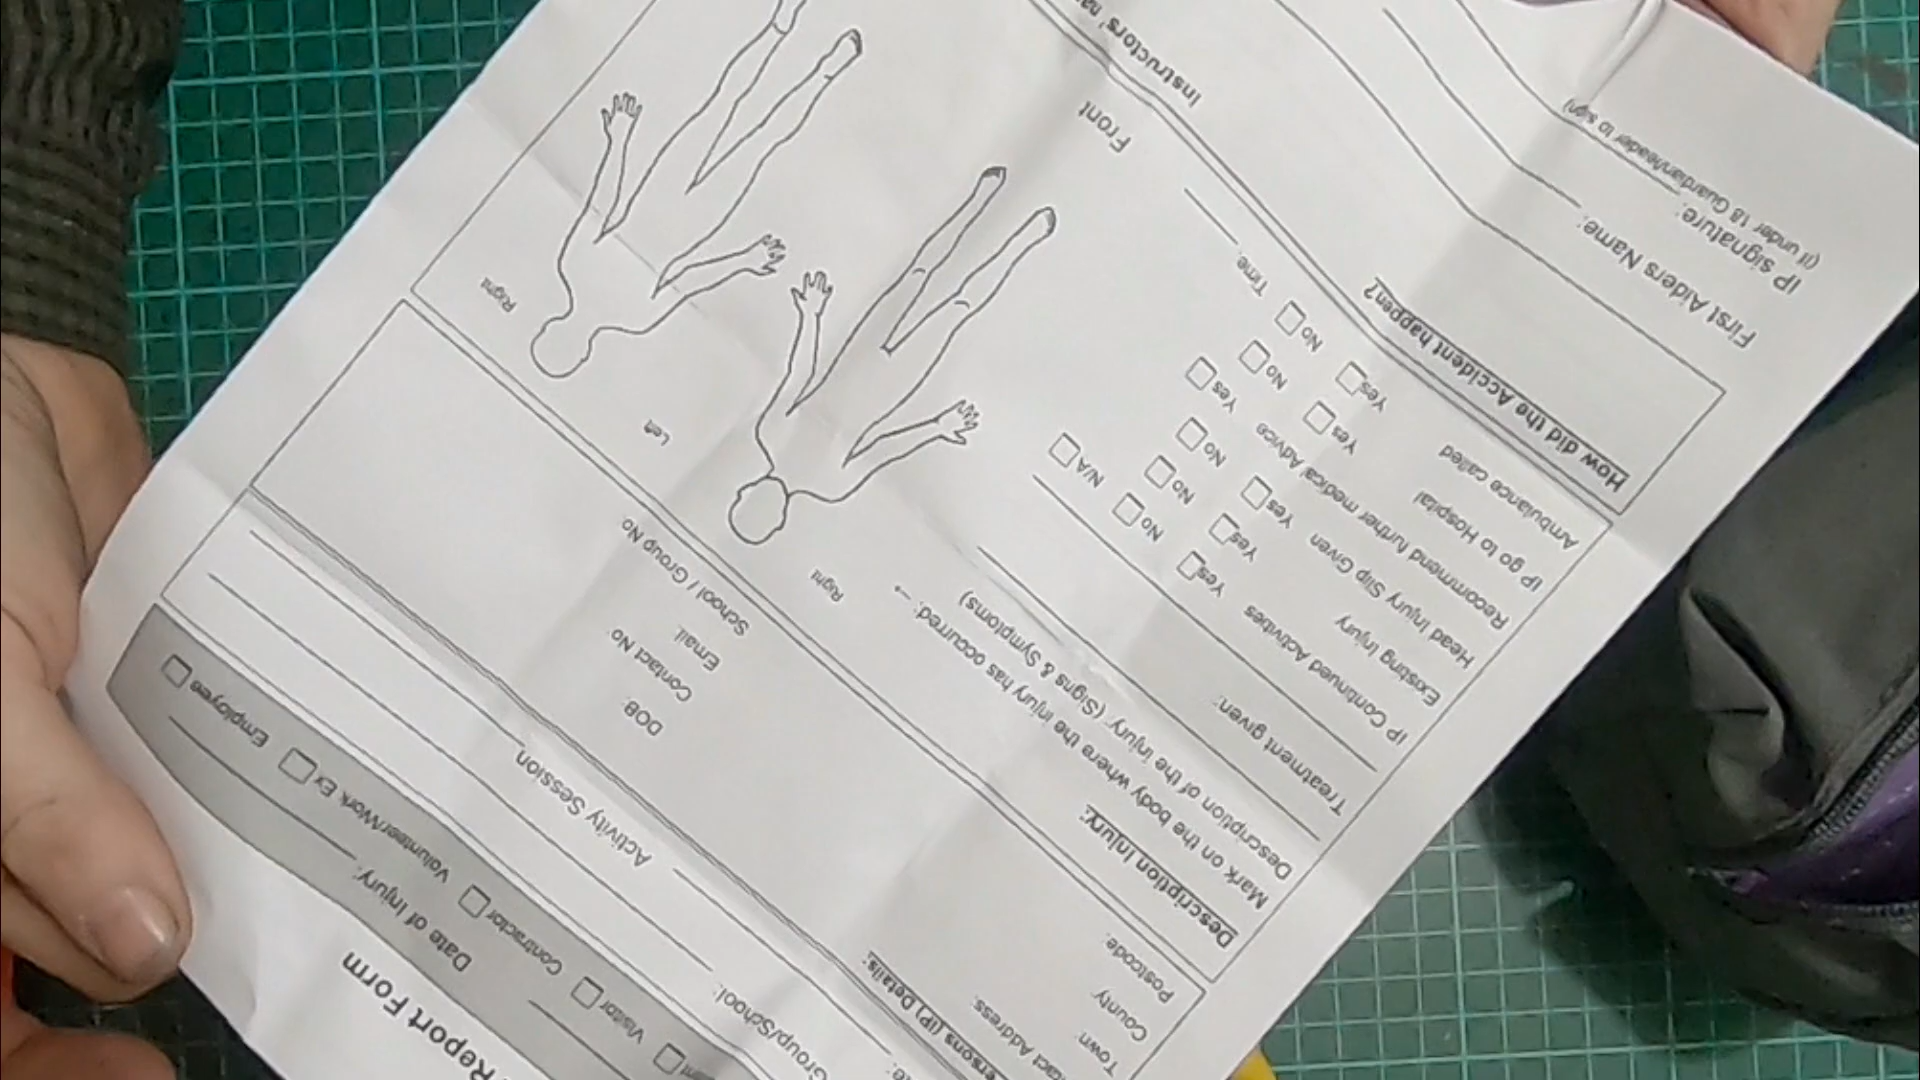 Report Form
Date of Injury:
Visitor Contractor Volunteer/Work Ex Employee
Group/School:
Activity Session
(IP) Details:
Address:
Town:
County
Postcode:
DOB:
Contact No
Email
School / Group No
Description Injury:
Mark on the body where the injury has occurred: →
Description of the injury (Signs & Symptoms)
Right
Left
Right
Treatment given:
IP Continued Activities Yes No N/A
Existing Injury Yes No
Head Injury Slip Given Yes No
Recommend further medical Advice Yes
IP go to Hospital Yes No
Ambulance called Yes No Time:
Front
How did the Accident happen?
Instructors'
First Aiders Name:
IP signature:
(if under 18 Guardian/header to sign)